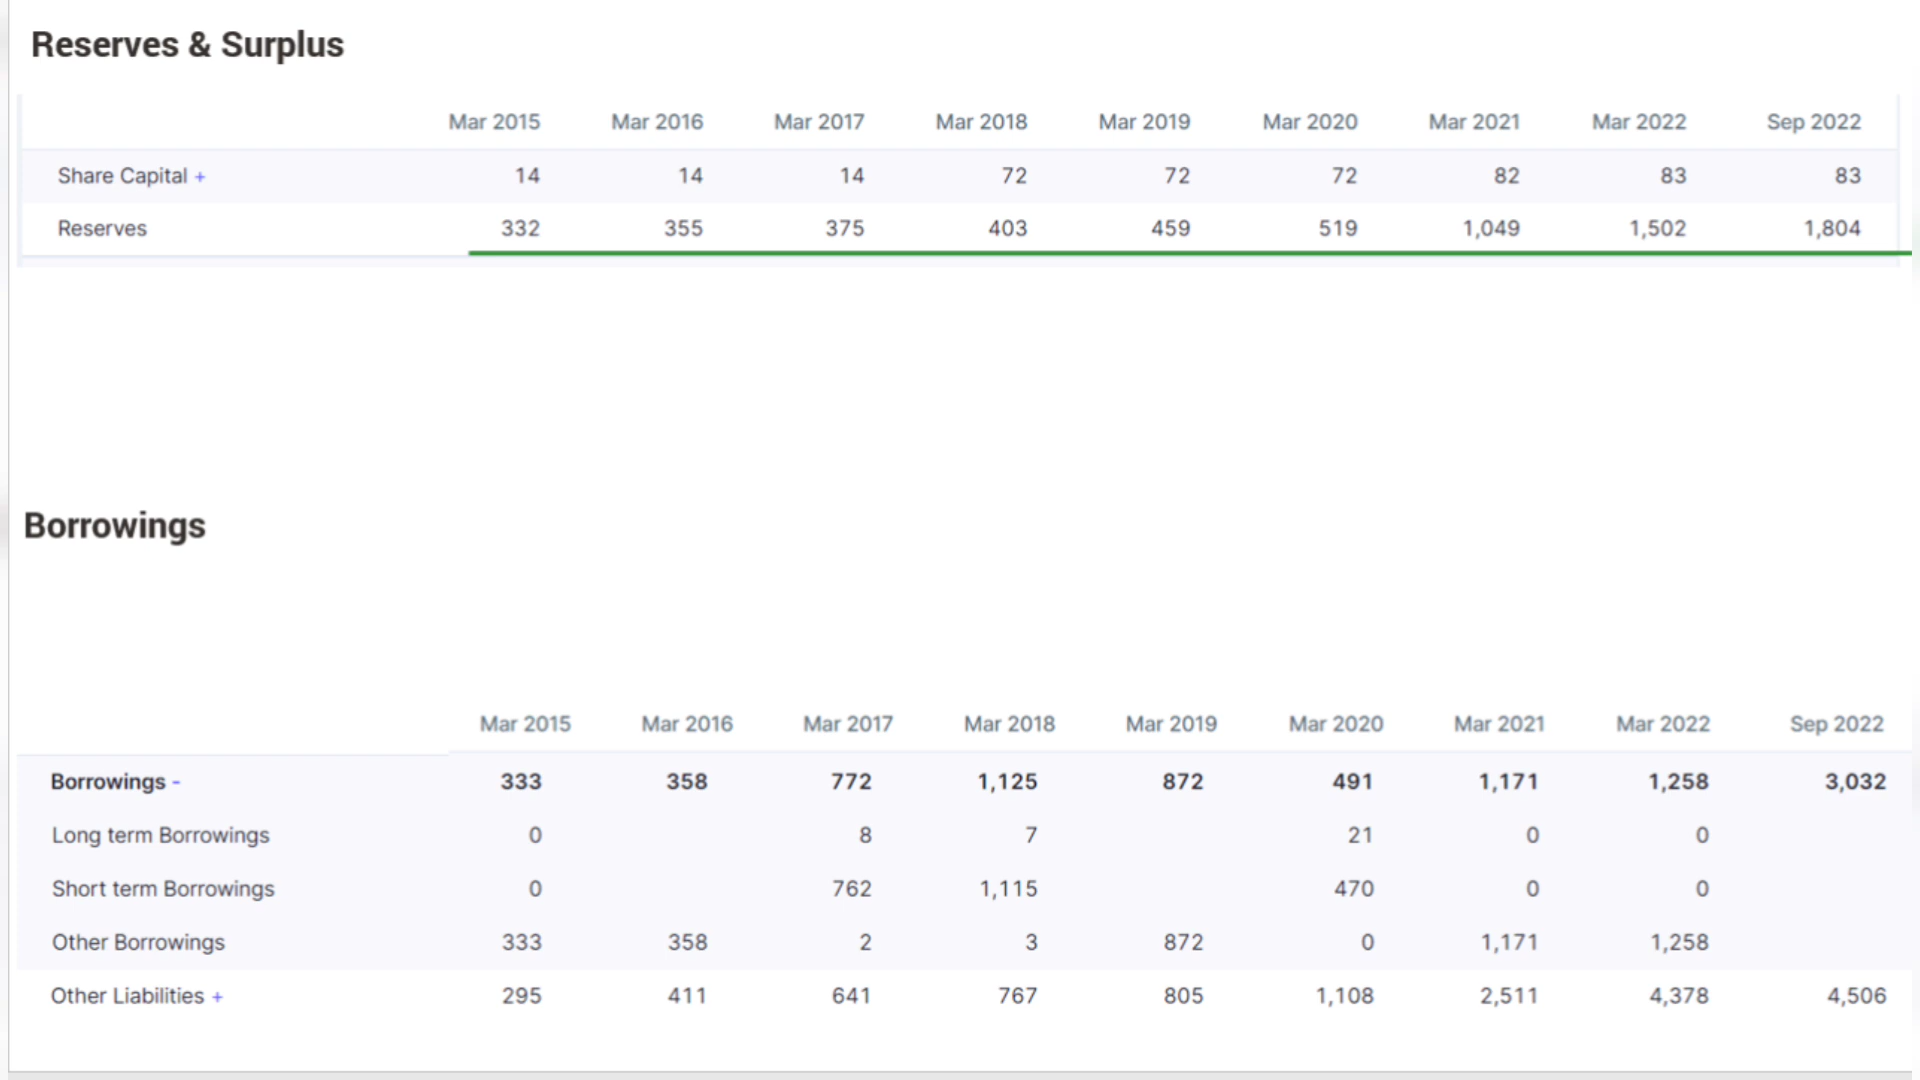 Reserves & Surplus
Mar 2015 Mar 2016 Mar 2017 Mar 2018 Mar 2019 Mar 2020 Mar 2021 Mar 2022 Sep 2022
Share Capital + 14 14 14 72 72 72 82 83 83
Reserves 332 355 375 403 459 519 1,049 1,502 1,804
Borrowings
Mar 2015 Mar 2016 Mar 2017 Mar 2018 Mar 2019 Mar 2020 Mar 2021 Mar 2022 Sep 2022
Borrowings - 333 358 772 1,125 872 491 1,171 1,258 3,032
Long term Borrowings 0 8 7 21 0 0
Short term Borrowings 0 762 1,115 470 0 0
Other Borrowings 333 358 2 3 872 0 1,171 1,258
Other Liabilities + 295 411 641 767 805 1,108 2,511 4,378 4,506